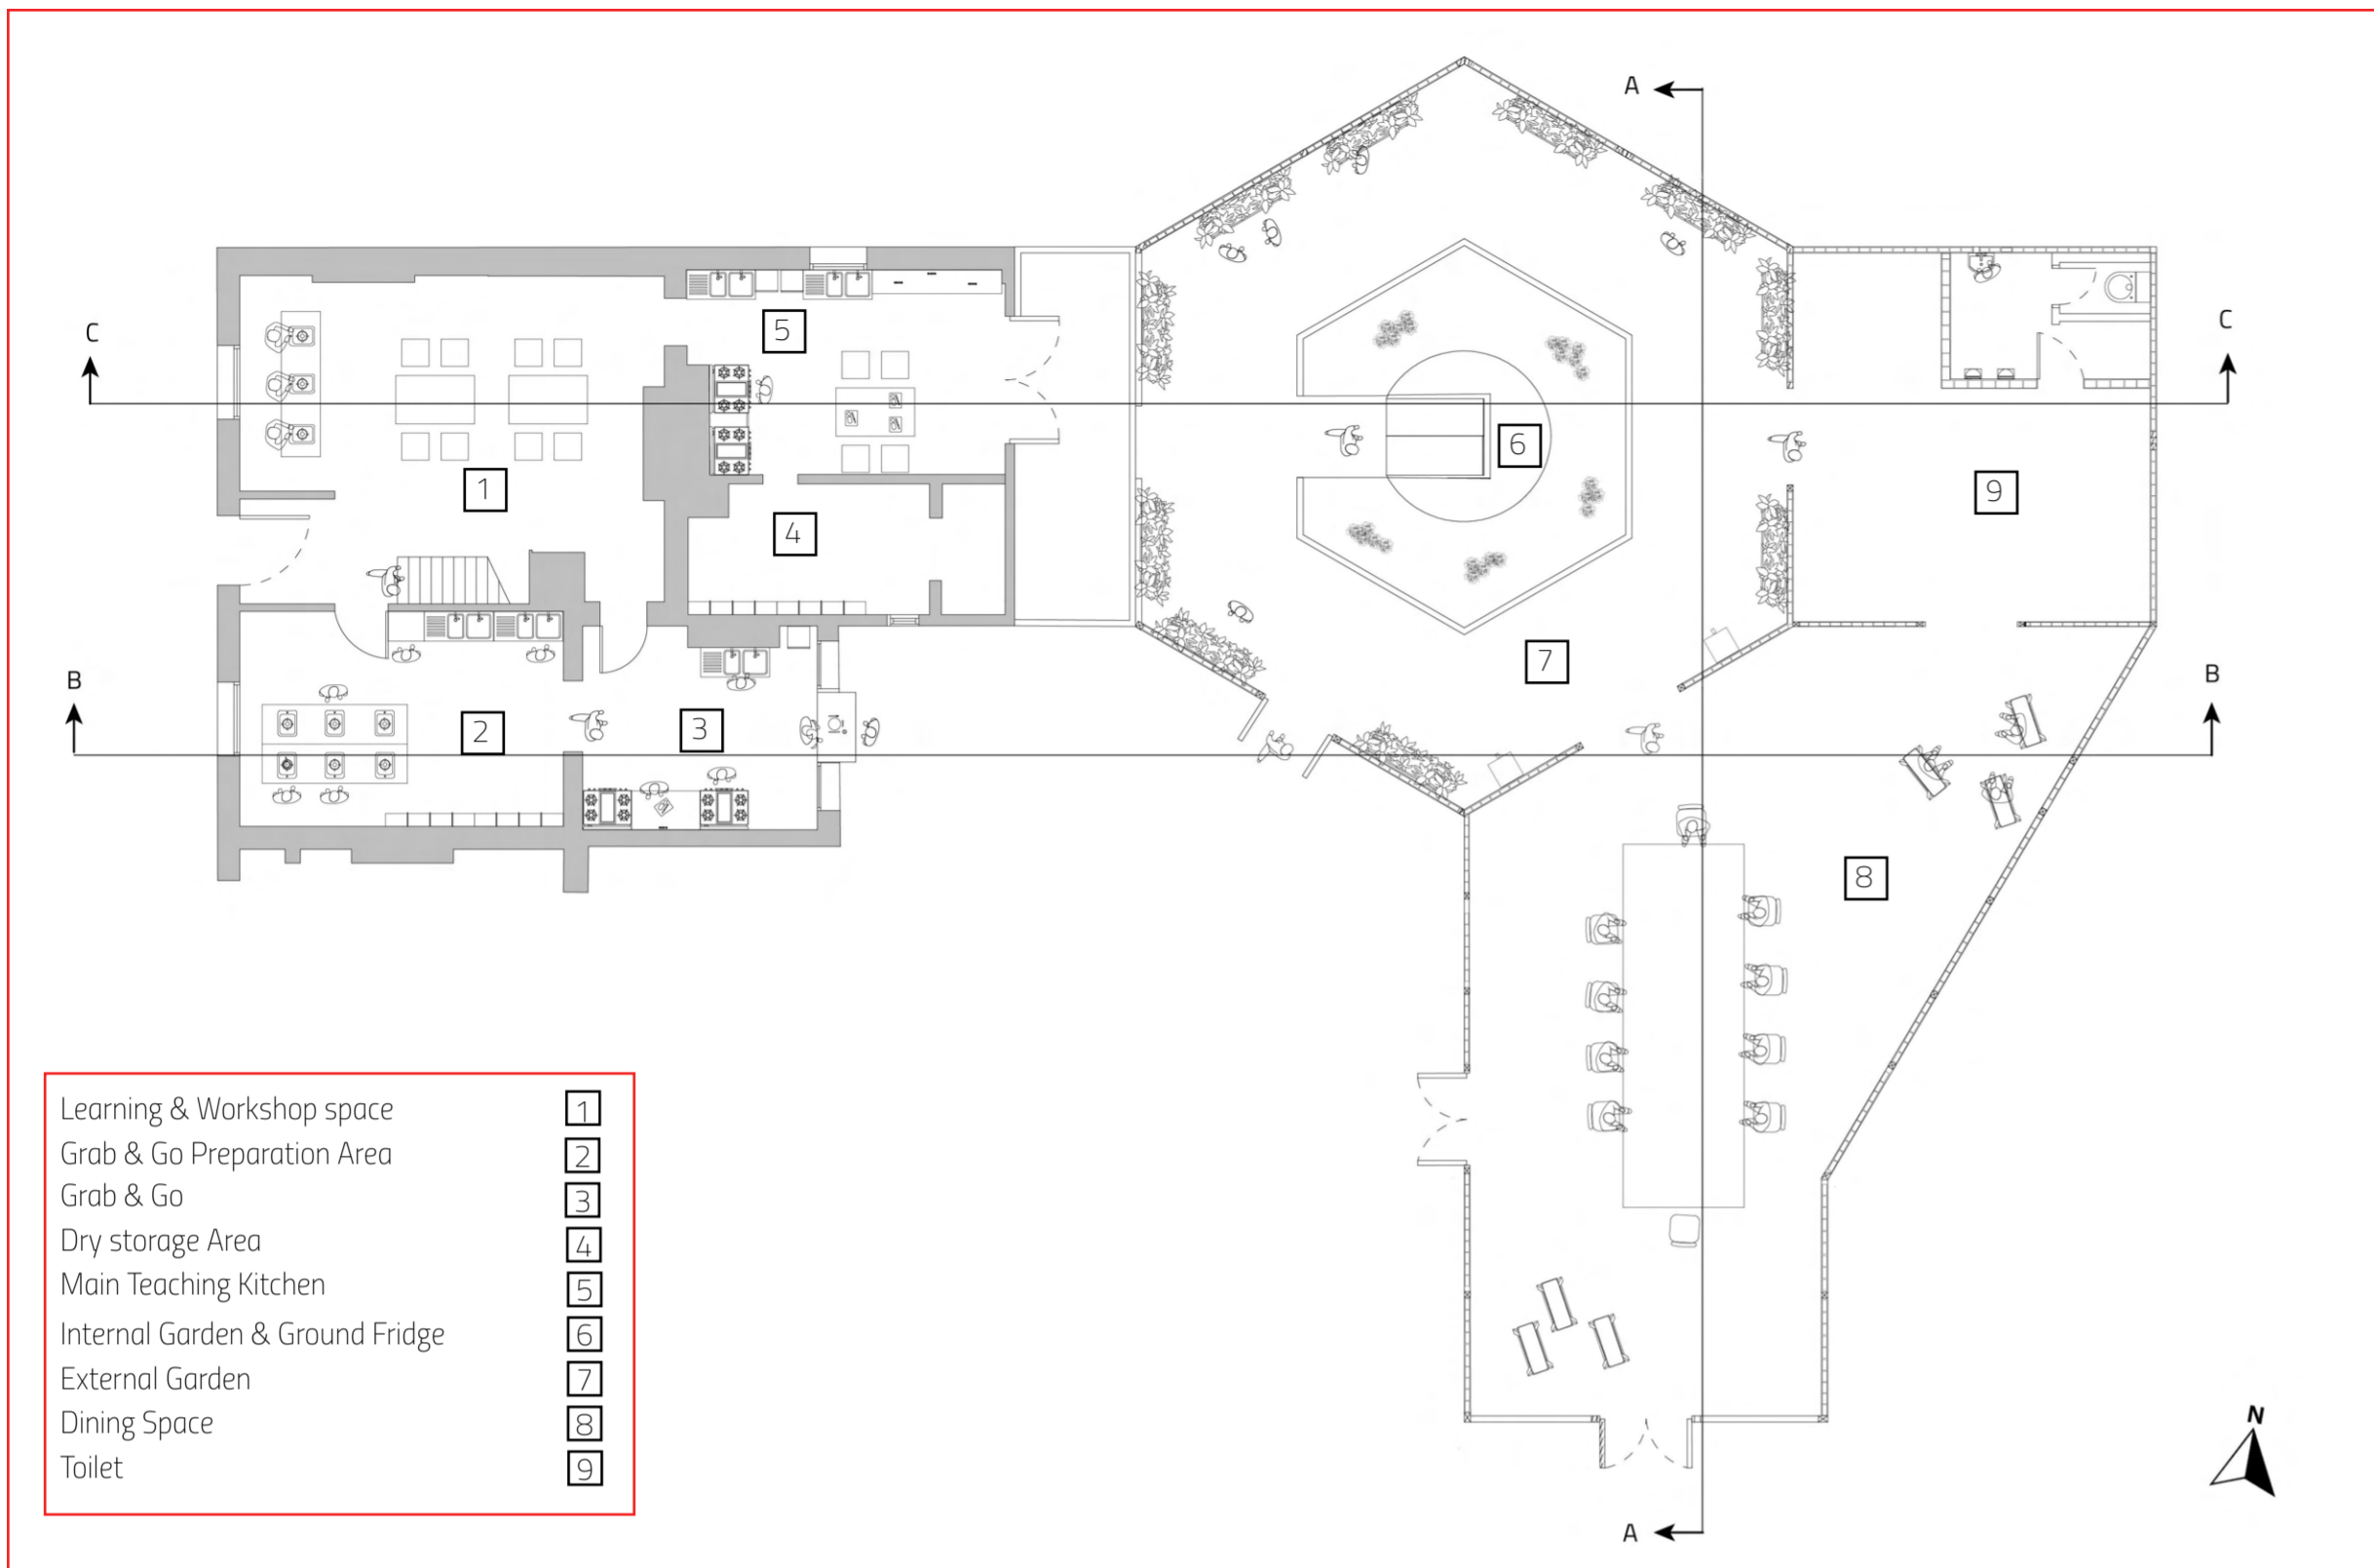 A
C
5
6
C
1
9
4
7
B
B
2
3
8
Learning & Workshop space 1
Grab & Go Preparation Area 2
Grab & Go 3
Dry storage Area 4
Main Teaching Kitchen 5
Internal Garden & Ground Fridge 6
External Garden 7
Dining Space 8
Toilet 9
N
A